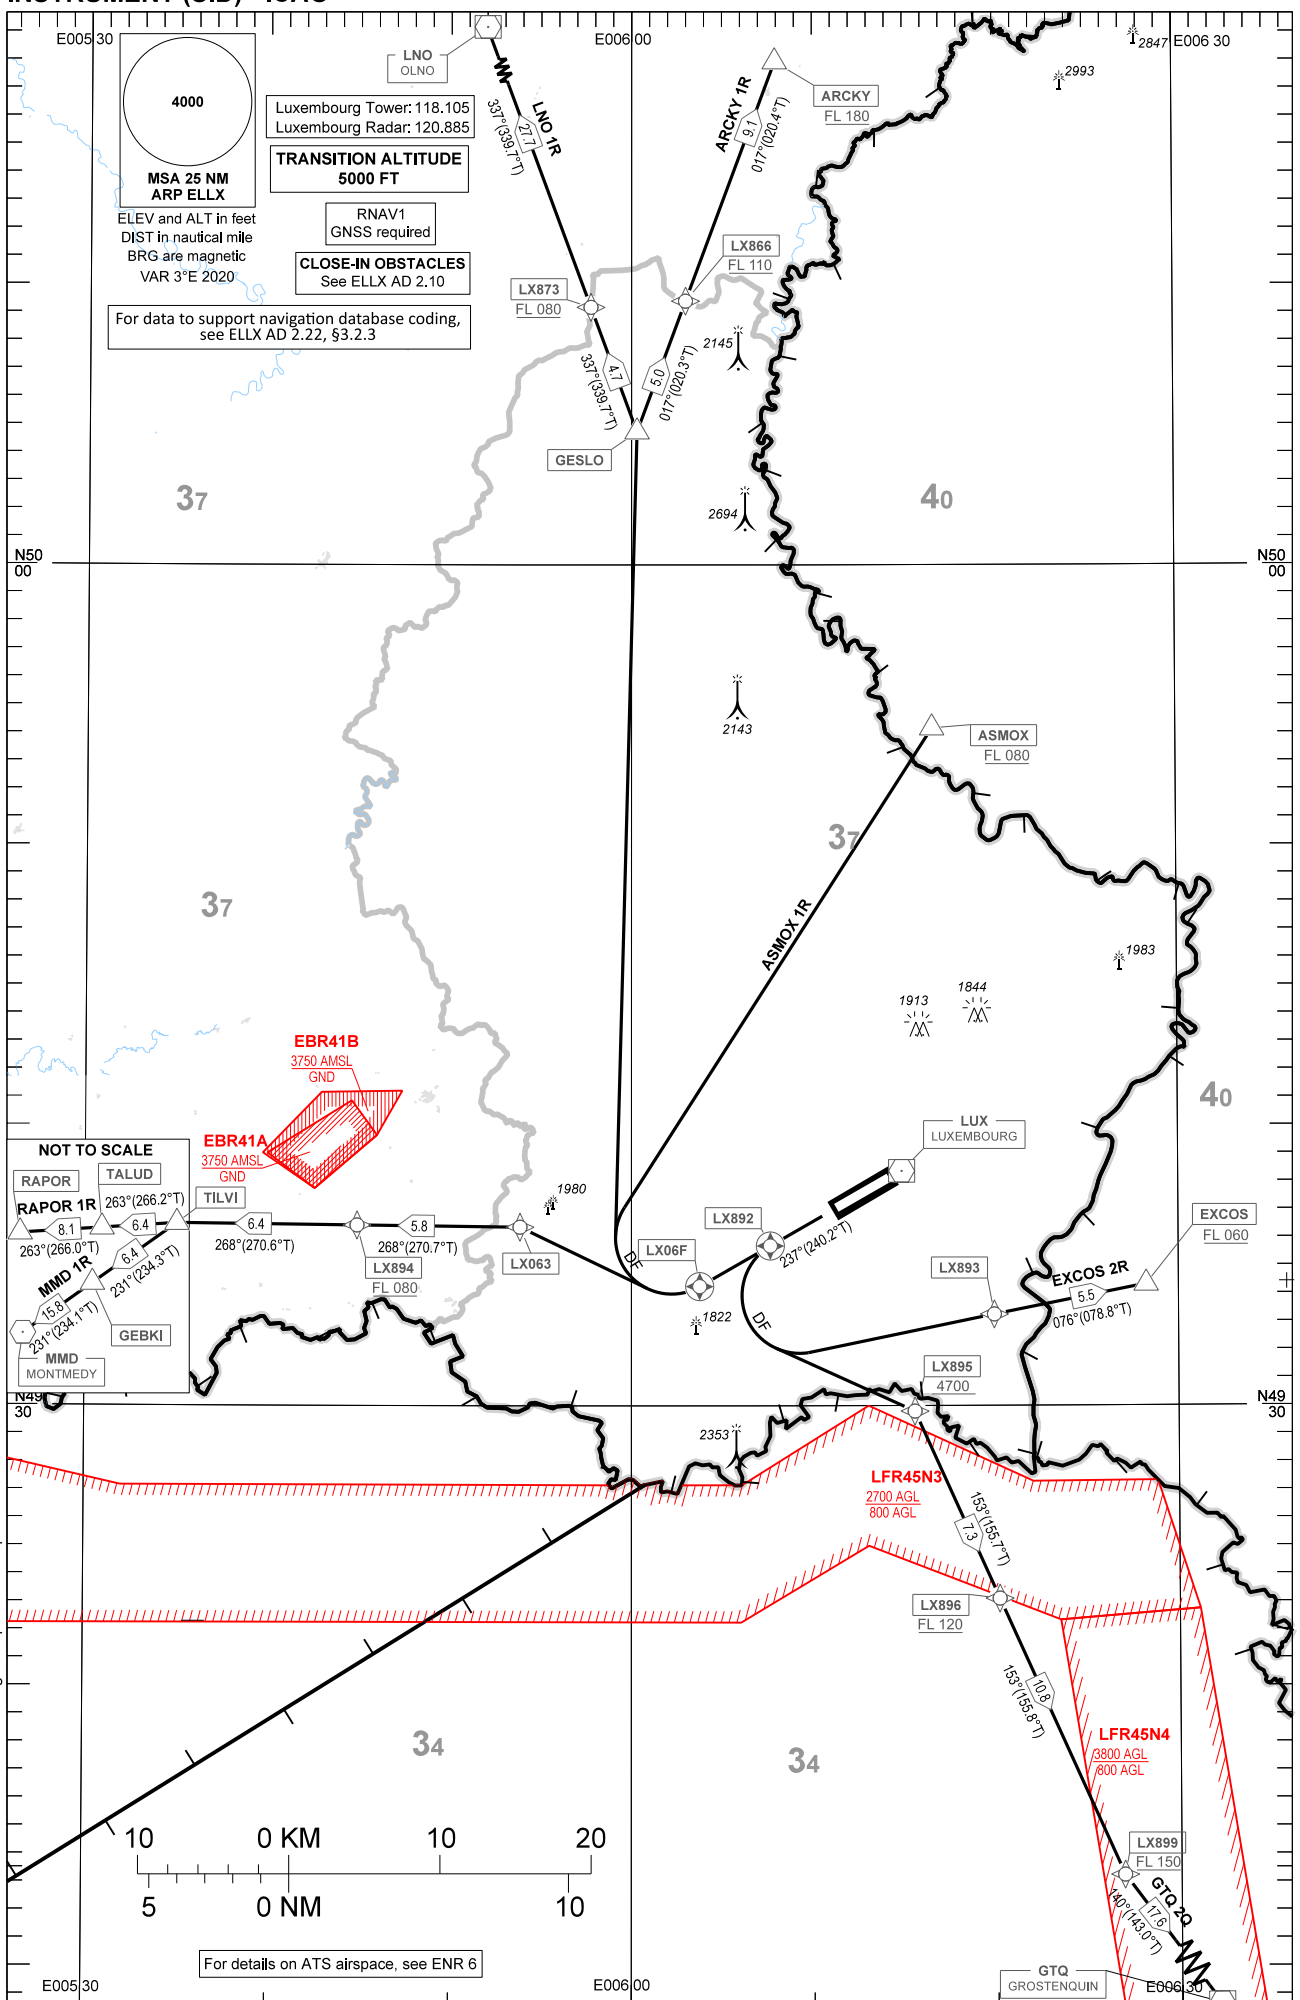 E005 30
E006 00
E006 30
2847
2993
LNO
OLNO
ARCKY
FL 180
4000
MSA 25 NM
ARP ELLX
ELEV and ALT in feet
DIST in nautical mile
BRG are magnetic
VAR 3°E 2020
Luxembourg Tower: 118.105
Luxembourg Radar: 120.885
TRANSITION ALTITUDE
5000 FT
RNAV1
GNSS required
CLOSE-IN OBSTACLES
See ELLX AD 2.10
For data to support navigation database coding,
see ELLX AD 2.22, §3.2.3
LNO 1R
27.7
337°(339.7°T)
ARCKY 1R
9.1
017°(020.4°T)
LX873
FL 080
LX866
FL 110
4.7
337°(339.7°T)
5.0
017°(020.3°T)
2145
GESLO
37
40
2694
N50
00
N50
00
2143
ASMOX
FL 080
37
37
ASMOX 1R
1983
1913
1844
EBR41B
3750 AMSL
GND
40
EBR41A
3750 AMSL
GND
LUX
LUXEMBOURG
NOT TO SCALE
RAPOR
TALUD
TILVI
RAPOR 1R
263°(266.2°T)
8.1
6.4
263°(266.0°T)
MMD 1R
6.4
231°(234.3°T)
15.8
231°(234.1°T)
GEBKI
MMD
MONTMEDY
6.4
268°(270.6°T)
5.8
268°(270.7°T)
LX894
FL 080
LX063
1980
DF
LX06F
LX892
237°(240.2°T)
1822
DF
LX893
EXCOS
FL 060
EXCOS 2R
5.5
076°(078.8°T)
LX895
4700
N49
30
N49
30
2353
LFR45N3
2700 AGL
800 AGL
7.3
153°(155.7°T)
LX896
FL 120
10.8
153°(155.8°T)
34
34
LFR45N4
3800 AGL
800 AGL
LX899
FL 150
GTQ 2Q
17.6
140°(143.0°T)
10 0 KM 10 20
5 0 NM 10
For details on ATS airspace, see ENR 6
GTQ
GROSTENQUIN
E005 30
E006 00
E006 30